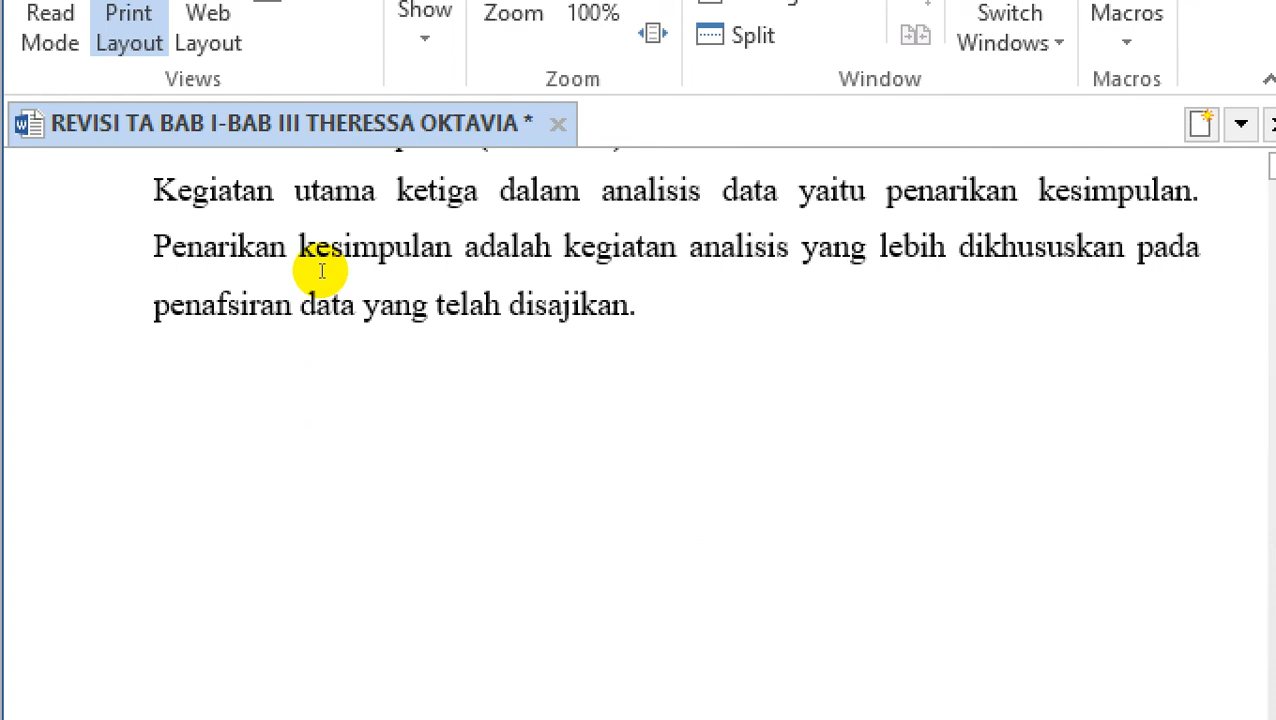 Read Print Web Show Zoom 100% Switch Macros
Mode Layout Layout Split Windows
Views Zoom Window Macros
REVISI TA BAB I-BAB III THERESSA OKTAVIA *
Kegiatan utama ketiga dalam analisis data yaitu penarikan kesimpulan.
Penarikan kesimpulan adalah kegiatan analisis yang lebih dikhususkan pada
penafsiran data yang telah disajikan.